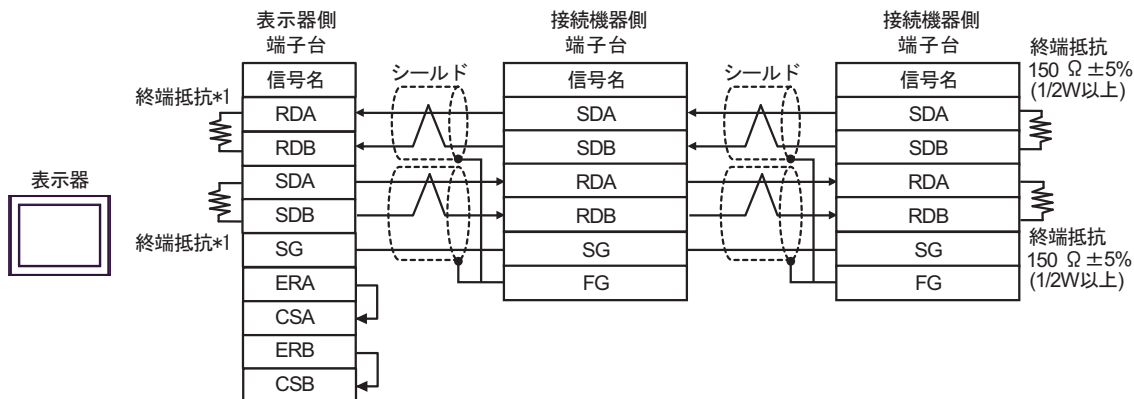 表示器
表示器側
端子台
信号名
RDA
RDB
SDA
SDB
SG
ERA
CSA
ERB
CSB
終端抵抗*1
終端抵抗*1
シールド
接続機器側
端子台
信号名
SDA
SDB
RDA
RDB
SG
FG
シールド
接続機器側
端子台
信号名
SDA
SDB
RDA
RDB
SG
FG
終端抵抗
150 Ω ±5%
(1/2W以上)
終端抵抗
150 Ω ±5%
(1/2W以上)